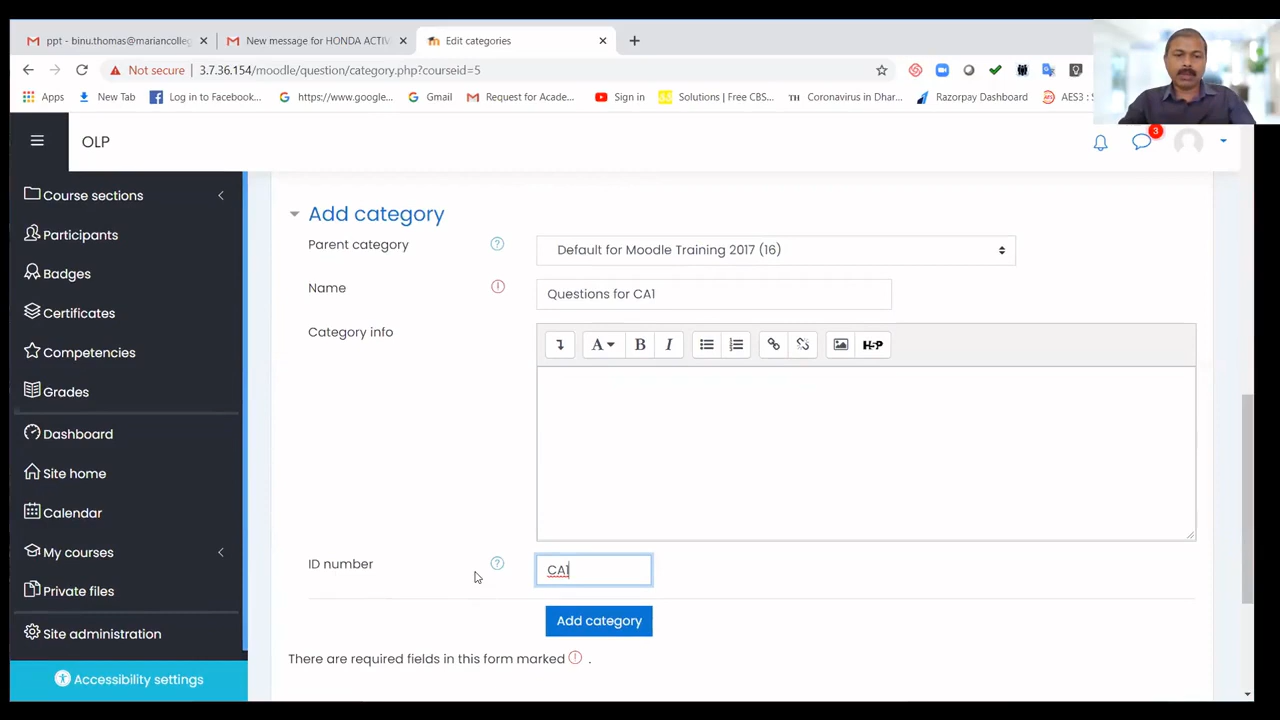 ppt - binu.thomas@mariancolleg
New message for HONDA ACTIV
Edit categories
Not secure
3.7.36.154/moodle/question/category.php?courseid=5
Apps
New Tab
Log in to Facebook...
https://www.google...
Gmail
Request for Acade...
Sign in
Solutions | Free CBS...
TH
Coronavirus in Dhar...
Razorpay Dashboard
AES3 : S
OLP
3
Course sections
Participants
Badges
Certificates
Competencies
Grades
Dashboard
Site home
Calendar
My courses
Private files
Site administration
Accessibility settings
Add category
Parent category
Default for Moodle Training 2017 (16)
Name
Questions for CA1
Category info
A
B
I
H-P
ID number
CA1
Add category
There are required fields in this form marked .